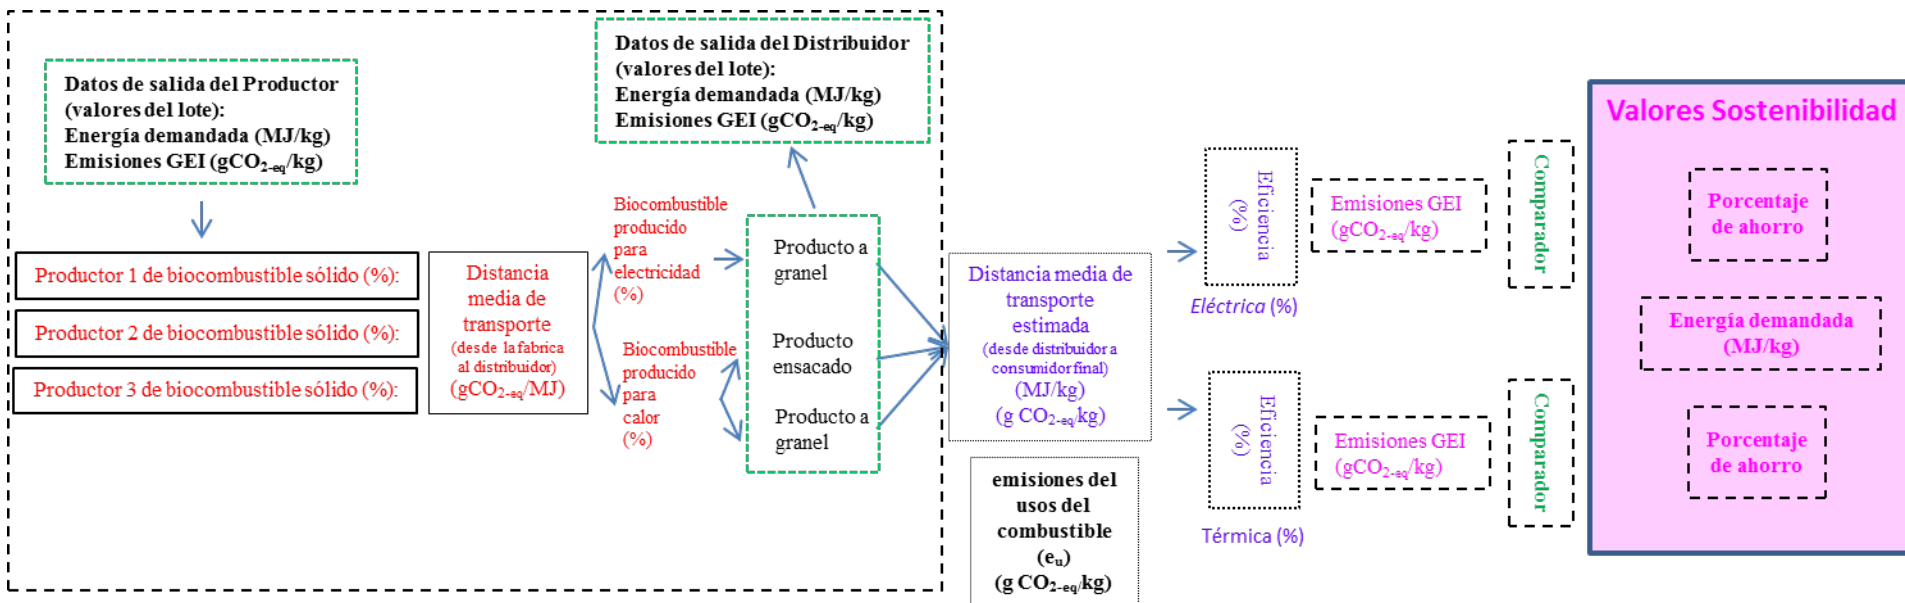 Datos de salida del Productor
(valores del lote):
Energía demandada (MJ/kg)
Emisiones GEI (gCO2-eq/kg)
Datos de salida del Distribuidor
(valores del lote):
Energía demandada (MJ/kg)
Emisiones GEI (gCO2-eq/kg)
Productor 1 de biocombustible sólido (%):
Productor 2 de biocombustible sólido (%):
Productor 3 de biocombustible sólido (%):
Distancia
media de
transporte
(desde la fabrica
al distribuidor)
(gCO2-eq/MJ)
Biocombustible
producido
para
electricidad
(%)
Biocombustible
producido
para
calor
(%)
Producto a
granel
Producto
ensacado
Producto a
granel
Distancia media de
transporte
estimada
(desde distribuidor a
consumidor final)
(MJ/kg)
(g CO2-eq/kg)
emisiones del
usos del
combustible
(eu)
(g CO2-eq/kg)
Eficiencia
(%)
Eléctrica (%)
Emisiones GEI
(gCO2-eq/kg)
Comparador
Eficiencia
(%)
Térmica (%)
Emisiones GEI
(gCO2-eq/kg)
Comparador
Valores Sostenibilidad
Porcentaje
de ahorro
Energía demandada
(MJ/kg)
Porcentaje
de ahorro